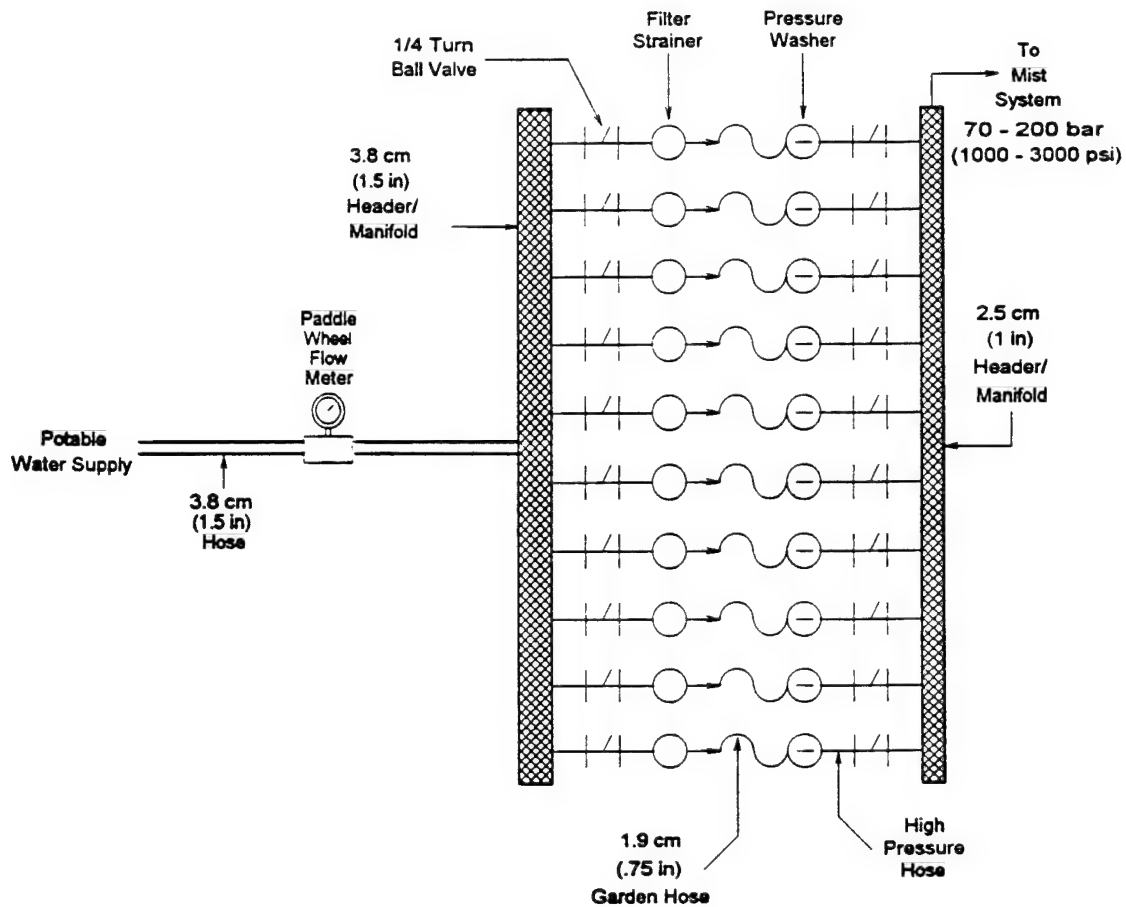 Filter
Strainer
Pressure
Washer
1/4 Turn
Ball Valve
To
Mist
System
70 - 200 bar
(1000 - 3000 psi)
3.8 cm
(1.5 in)
Header/
Manifold
Paddle
Wheel
Flow
Meter
2.5 cm
(1 in)
Header/
Manifold
Potable
Water Supply
3.8 cm
(1.5 in)
Hose
1.9 cm
(.75 in)
Garden Hose
High
Pressure
Hose